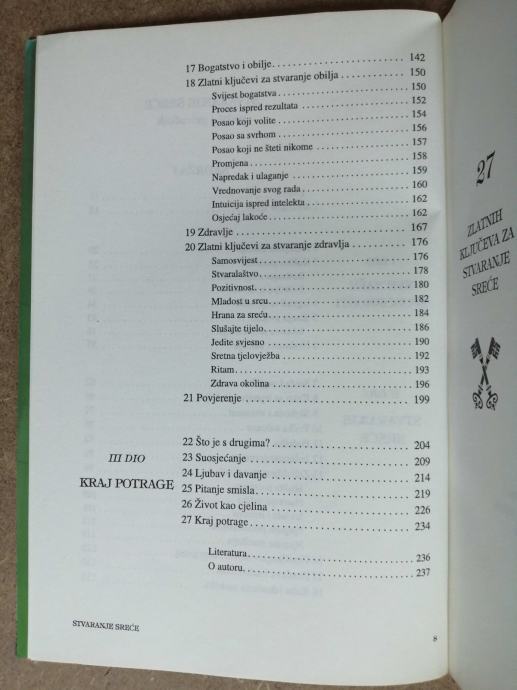 17 Bogatstvo i obilje. 142
18 Zlatni ključevi za stvaranje obilja 150
Svijest bogatstva 150
Proces ispred rezultata 152
Posao koji volite 154
Posao sa svrhom 156
Posao koji ne šteti nikome 157
Promjena 158
Napredak i ulaganje 159
Vrednovanje svog rada 160
Intuicija ispred intelekta 162
Osjećaj lakoće 162
19 Zdravlje 167
20 Zlatni ključevi za stvaranje zdravlja 176
Samosvijest 176
Stvaralaštvo 178
Pozitivnost 180
Mladost u srcu 182
Hrana za sreću 184
Slušajte tijelo 186
Jedite svjesno 190
Sretna tjelovježba 192
Ritam 193
Zdrava okolina 196
21 Povjerenje 199
III DIO
KRAJ POTRAGE
22 Što je s drugima? 204
23 Suosjećanje 209
24 Ljubav i davanje 214
25 Pitanje smisla 219
26 Život kao cjelina 226
27 Kraj potrage 234
Literatura 236
O autoru. 237
STVARANJE SREĆE
8
27
ZLATNIH
KLJUČEVA ZA
STVARANJE
SREĆE